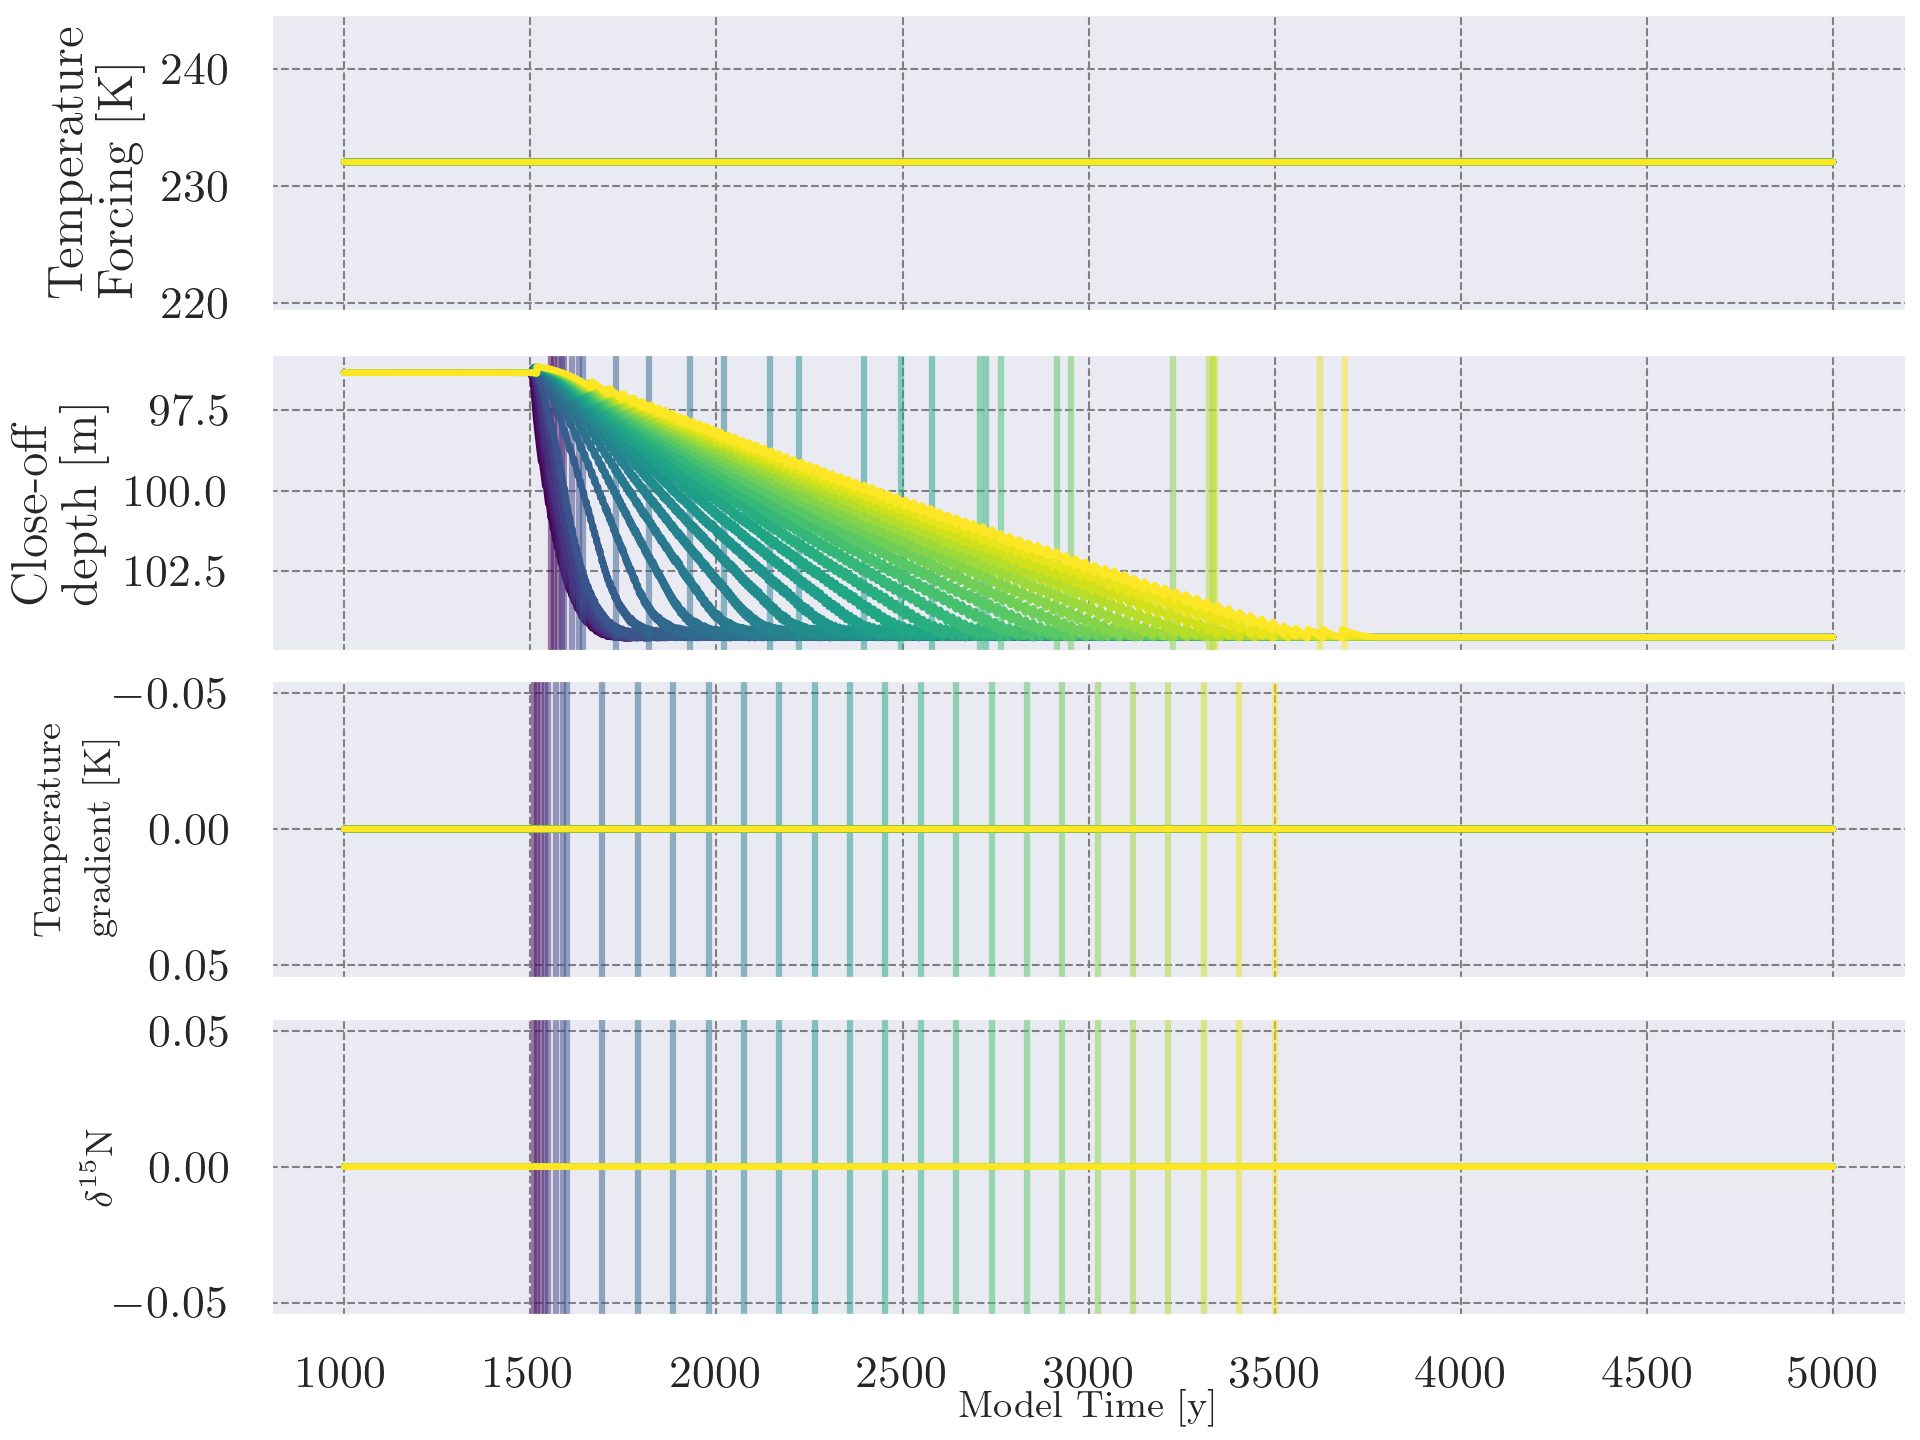 Temperature
Forcing [K]
240
230
220
Close-off
depth [m]
97.5
100.0
102.5
Temperature
gradient [K]
−0.05
0.00
0.05
δ¹⁵N
0.05
0.00
−0.05
1000 1500 2000 2500 3000 3500 4000 4500 5000
Model Time [y]